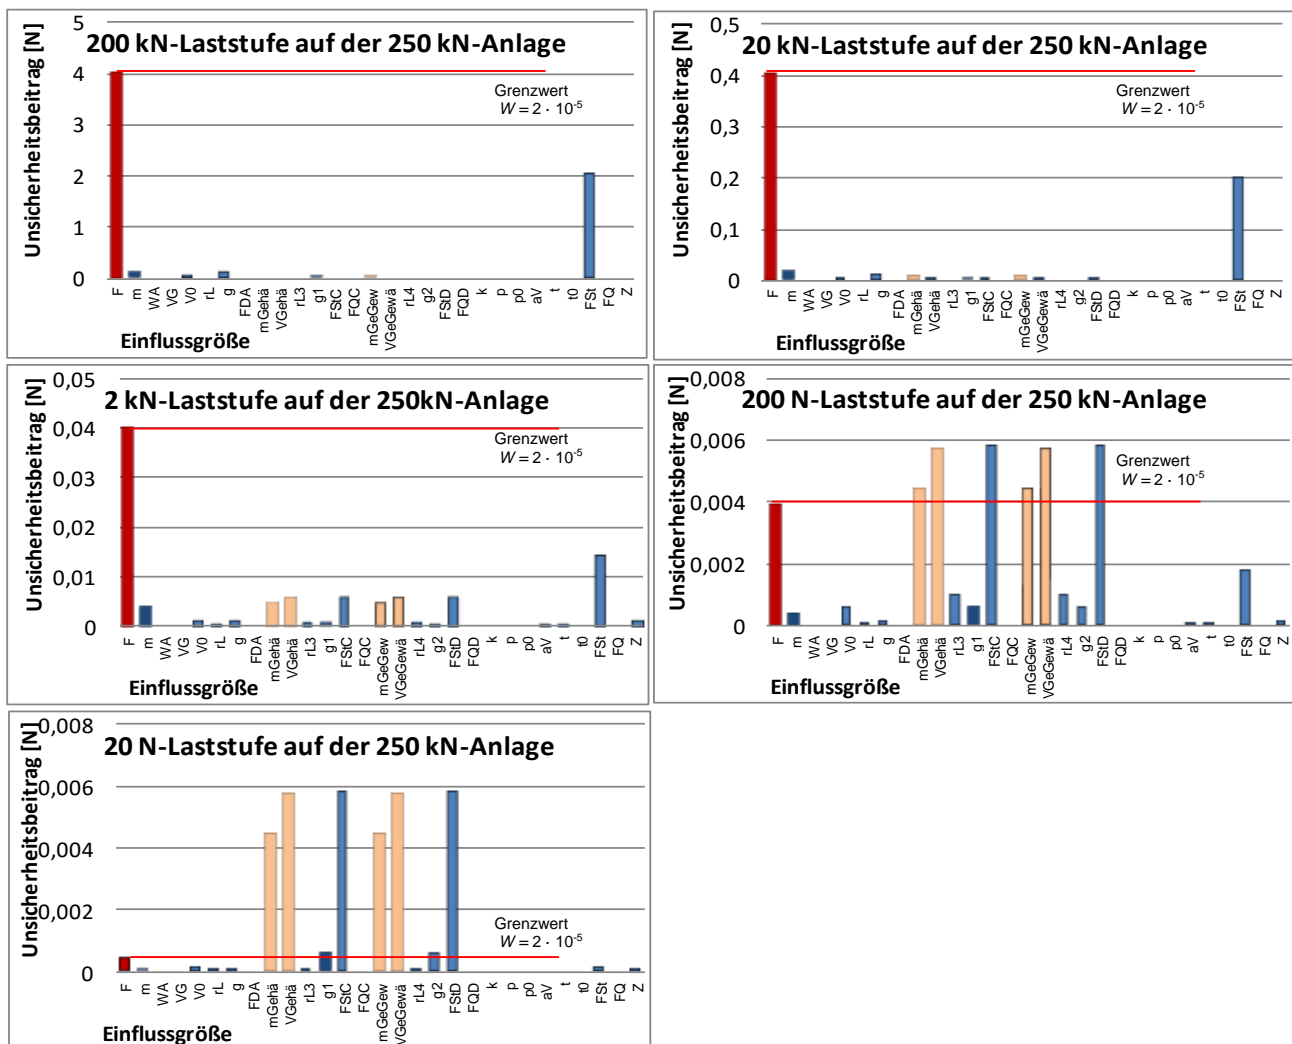 200 kN-Laststufe auf der 250 kN-Anlage
Unsicherheitsbeitrag [N]
5
4
3
2
1
0
Grenzwert
W = 2 · 10⁻⁵
F m WA VG V0 rL g FDA mGehä VGehä rL3 g1 FStC FQC mGeGew VGeGewä rL4 g2 FStD FQD k p p0 aV t t0 FSt FQ Z
Einflussgröße
20 kN-Laststufe auf der 250 kN-Anlage
Unsicherheitsbeitrag [N]
0,5
0,4
0,3
0,2
0,1
0
Grenzwert
W = 2 · 10⁻⁵
F m WA VG V0 rL g FDA mGehä VGehä rL3 g1 FStC FQC mGeGew VGeGewä rL4 g2 FStD FQD k p p0 aV t t0 FSt FQ Z
Einflussgröße
2 kN-Laststufe auf der 250kN-Anlage
Unsicherheitsbeitrag [N]
0,05
0,04
0,03
0,02
0,01
0
Grenzwert
W = 2 · 10⁻⁵
F m WA VG V0 rL g FDA mGehä VGehä rL3 g1 FStC FQC mGeGew VGeGewä rL4 g2 FStD FQD k p p0 aV t t0 FSt FQ Z
Einflussgröße
200 N-Laststufe auf der 250 kN-Anlage
Unsicherheitsbeitrag [N]
0,008
0,006
0,004
0,002
0
Grenzwert
W = 2 · 10⁻⁵
F m WA VG V0 rL g FDA mGehä VGehä rL3 g1 FStC FQC mGeGew VGeGewä rL4 g2 FStD FQD k p p0 aV t t0 FSt FQ Z
Einflussgröße
20 N-Laststufe auf der 250 kN-Anlage
Unsicherheitsbeitrag [N]
0,008
0,006
0,004
0,002
0
Grenzwert
W = 2 · 10⁻⁵
F m WA VG V0 rL g FDA mGehä VGehä rL3 g1 FStC FQC mGeGew VGeGewä rL4 g2 FStD FQD k p p0 aV t t0 FSt FQ Z
Einflussgröße